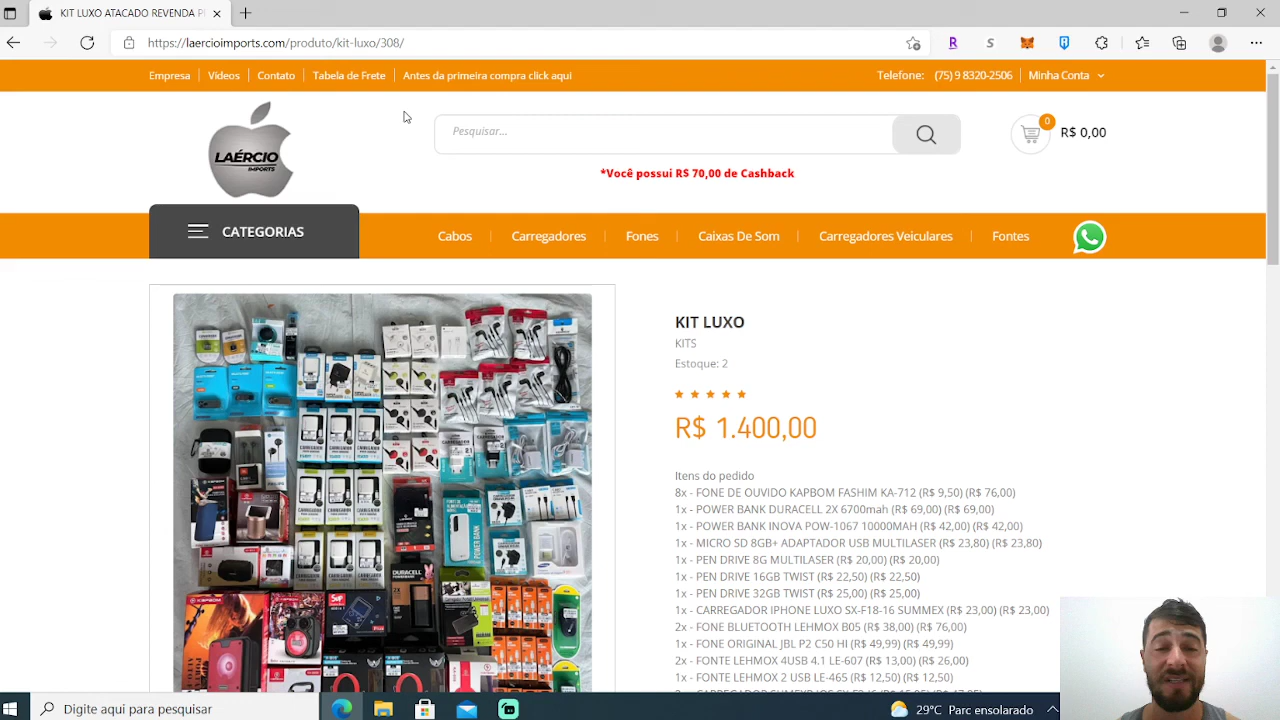 https://laercioimports.com/produto/kit-luxo/308/
Empresa
Vídeos
Contato
Tabela de Frete
Antes da primeira compra click aqui
Telefone: (75) 9 8320-2506
Minha Conta
LAÉRCIO
IMPORTS
Pesquisar...
0
R$ 0,00
*Você possui R$ 70,00 de Cashback
CATEGORIAS
Cabos
Carregadores
Fones
Caixas De Som
Carregadores Veiculares
Fontes
KIT LUXO
KITS
Estoque: 2
R$ 1.400,00
Itens do pedido
8x - FONE DE OUVIDO KAPBOM FASHIM KA-712 (R$ 9,50) (R$ 76,00)
1x - POWER BANK DURACELL 2X 6700mah (R$ 69,00) (R$ 69,00)
1x - POWER BANK INOVA POW-1067 10000MAH (R$ 42,00) (R$ 42,00)
1x - MICRO SD 8GB+ ADAPTADOR USB MULTILASER (R$ 23,80) (R$ 23,80)
1x - PEN DRIVE 8G MULTILASER (R$ 20,00) (R$ 20,00)
1x - PEN DRIVE 16GB TWIST (R$ 22,50) (R$ 22,50)
1x - PEN DRIVE 32GB TWIST (R$ 25,00) (R$ 25,00)
1x - CARREGADOR IPHONE LUXO SX-F18-16 SUMMEX (R$ 23,00) (R$ 23,00)
2x - FONE BLUETOOTH LEHMOX B05 (R$ 38,00) (R$ 76,00)
1x - FONE ORIGINAL JBL P2 C50 HI (R$ 49,99) (R$ 49,99)
2x - FONTE LEHMOX 4USB 4.1 LE-607 (R$ 13,00) (R$ 26,00)
1x - FONTE LEHMOX 2 USB LE-465 (R$ 12,50) (R$ 12,50)
CARREGADOR
POWER BANK
DURACELL
SUP
Digite aqui para pesquisar
29°C Ensolarado